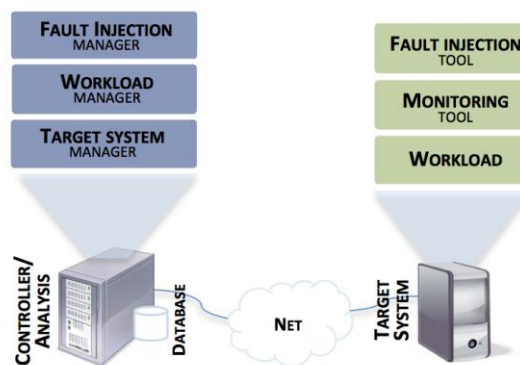 FAULT INJECTION
MANAGER
WORKLOAD
MANAGER
TARGET SYSTEM
MANAGER
FAULT INJECTION
TOOL
MONITORING
TOOL
WORKLOAD
CONTROLLER/
ANALYSIS
DATABASE
NET
TARGET
SYSTEM